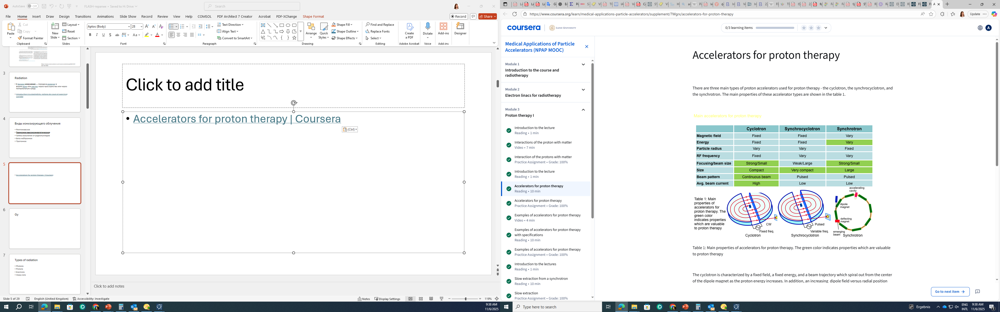 AutoSave Off FLASH-терапия • Saved to H: Drive
Search
File Home Insert Draw Design Transitions Animations Slide Show Record Review View Help COMSOL PDF Architect 7 Creator Acrobat PDF-XChange Shape Format
Record Share
Paste
Cut
Copy
Format Painter
Clipboard
New Slide
Layout
Reset
Section
Slides
Aptos (Body) 28
Font
Text Direction
Align Text
Convert to SmartArt
Paragraph
Arrange
Quick Styles
Shape Fill
Shape Outline
Shape Effects
Drawing
Find and Replace
Replace Fonts
Select
Editing
Create a PDF
Adobe Acrobat
Dictate
Voice
Add-ins
Add-ins
Designer
3
Radiation
4
Виды ионизирующего облучения
• Рентгеновское
• Тормозное высокоэнергетическое
• Гамма-излучение от радионуклидов
• Бета-нейтронное
• Протонное
5
• Accelerators for proton therapy | Coursera
6
Gy
7
Types of radiation
• Photons
• Protons
• Electrons
• Heavy ions
Click to add title
• Accelerators for proton therapy | Coursera
(Ctrl)
Click to add notes
Slide 5 of 29 English (United Kingdom) Accessibility: Investigate
Notes Display Settings 119%
9:38 AM
11/6/2025
https://www.coursera.org/learn/medical-applications-particle-accelerators/supplement/7Wgrx/accelerators-for-proton-therapy
Update
coursera LUND UNIVERSITY
0/3 learning items
A
Medical Applications of Particle
Accelerators (NPAP MOOC)
Module 1
Introduction to the course and
radiotherapy
Module 2
Electron linacs for radiotherapy
Module 3
Proton therapy I
Introduction to the lecture
Reading • 1 min
Interactions of the proton with matter
Video • 7 min
Interaction of the protons with matter
Practice Assignment • Grade: 100%
Introduction to the lecture
Reading • 1 min
Accelerators for proton therapy
Reading • 10 min
Accelerators for proton therapy
Practice Assignment • Grade: 100%
Examples of accelerators for proton therapy
Video • 4 min
Examples of accelerators for proton therapy
with specifications
Reading • 10 min
Examples of accelerators for proton therapy
Practice Assignment • Grade: 100%
Introduction to the lectures
Reading • 1 min
Slow extraction from a synchrotron
Reading • 10 min
Slow extraction
Practice Assignment • Grade: 100%
Accelerators for proton therapy
There are three main types of proton accelerators used for proton therapy - the cyclotron, the synchrocyclotron, and
the synchrotron. The main properties of these accelerator types are shown in the table 1.
Main accelerators for proton therapy
Cyclotron Synchrocyclotron Synchrotron
Magnetic field Fixed Fixed Vary
Energy Fixed Fixed Vary
Particle radius Vary Vary Fixed
RF frequency Fixed Vary Vary
Focusing/beam size Strong/Small Weak/Large Strong/Small
Size Compact Very compact Large
Beam pattern Continuous beam Pulsed Pulsed
Avg. beam current High Low Low
Table 1: Main
properties of
accelerators for
proton therapy. The
green color
indicates properties
which are valuable
to proton therapy
CW
Fixed freq.
Cyclotron
Pulsed
Variable freq.
Synchrocyclotron
accelerating
cavity
dipole
magnet
deflecting
magnet
emerging
beam
Synchrotron
Table 1: Main properties of accelerators for proton therapy. The green color indicates properties which are valuable
to proton therapy
The cyclotron is characterized by a fixed field, a fixed energy, and a beam trajectory which spiral out from the center
of the dipole magnet as the proton energy increases. In addition, an increasing dipole field versus radial position
Go to next item
Type here to search
Ergebnis
ENG
INTL
9:38 AM
11/6/2025